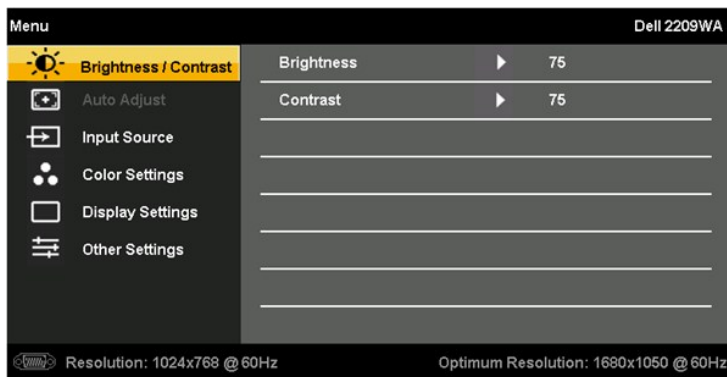 Menu Dell 2209WA
Brightness / Contrast Brightness 75
Auto Adjust Contrast 75
Input Source
Color Settings
Display Settings
Other Settings
Resolution: 1024x768 @60Hz Optimum Resolution: 1680x1050 @60Hz